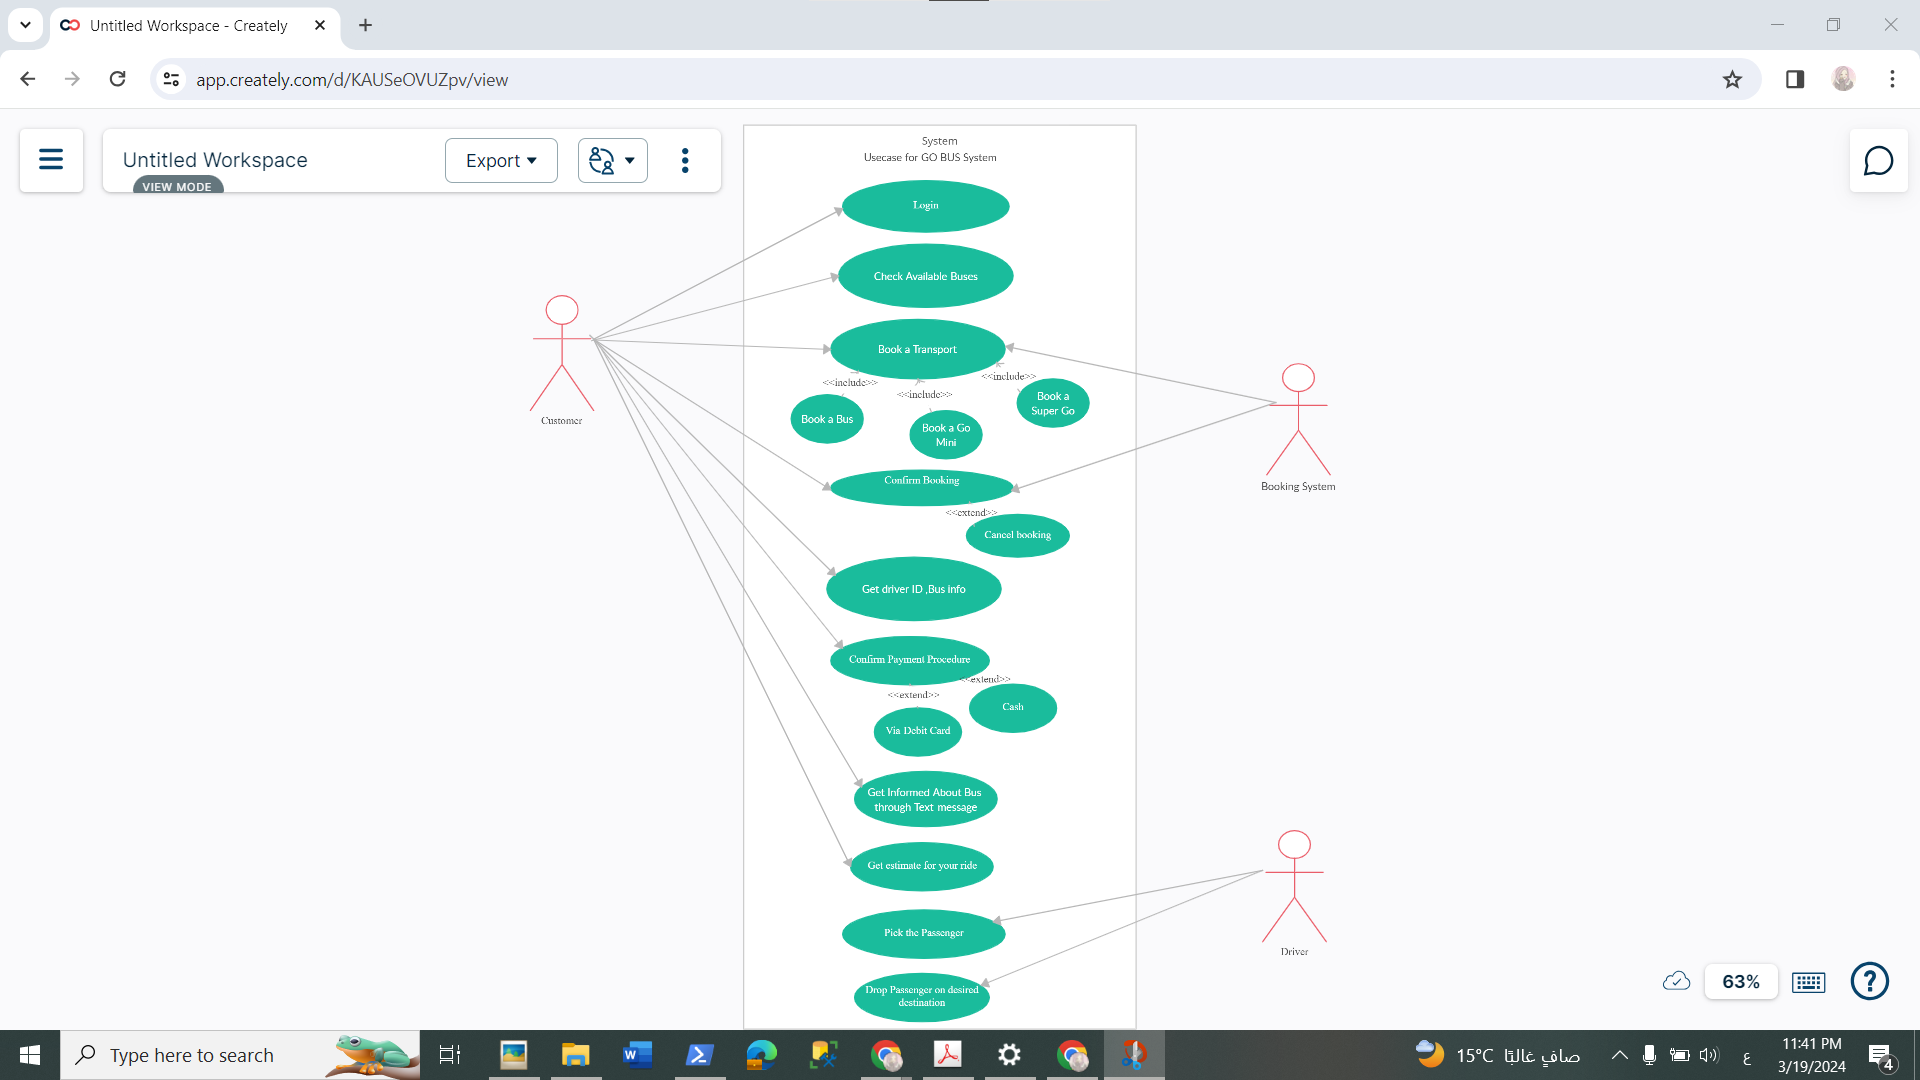 Untitled Workspace - Creately
app.creately.com/d/KAUSeOVUZpv/view
Untitled Workspace
VIEW MODE
Export
System
Usecase for GO BUS System
Login
Check Available Buses
Book a Transport
<<include>>
<<include>>
<<include>>
Book a Bus
Book a Go
Mini
Book a
Super Go
Confirm Booking
<<extend>>
Cancel booking
Get driver ID ,Bus info
Confirm Payment Procedure
<<extend>>
<<extend>>
Via Debit Card
Cash
Get Informed About Bus
through Text message
Get estimate for your ride
Pick the Passenger
Drop Passenger on desired
destination
Customer
Booking System
Driver
63%
?
Type here to search
15°C صافٍ غالبًا
ع
11:41 PM
3/19/2024
4